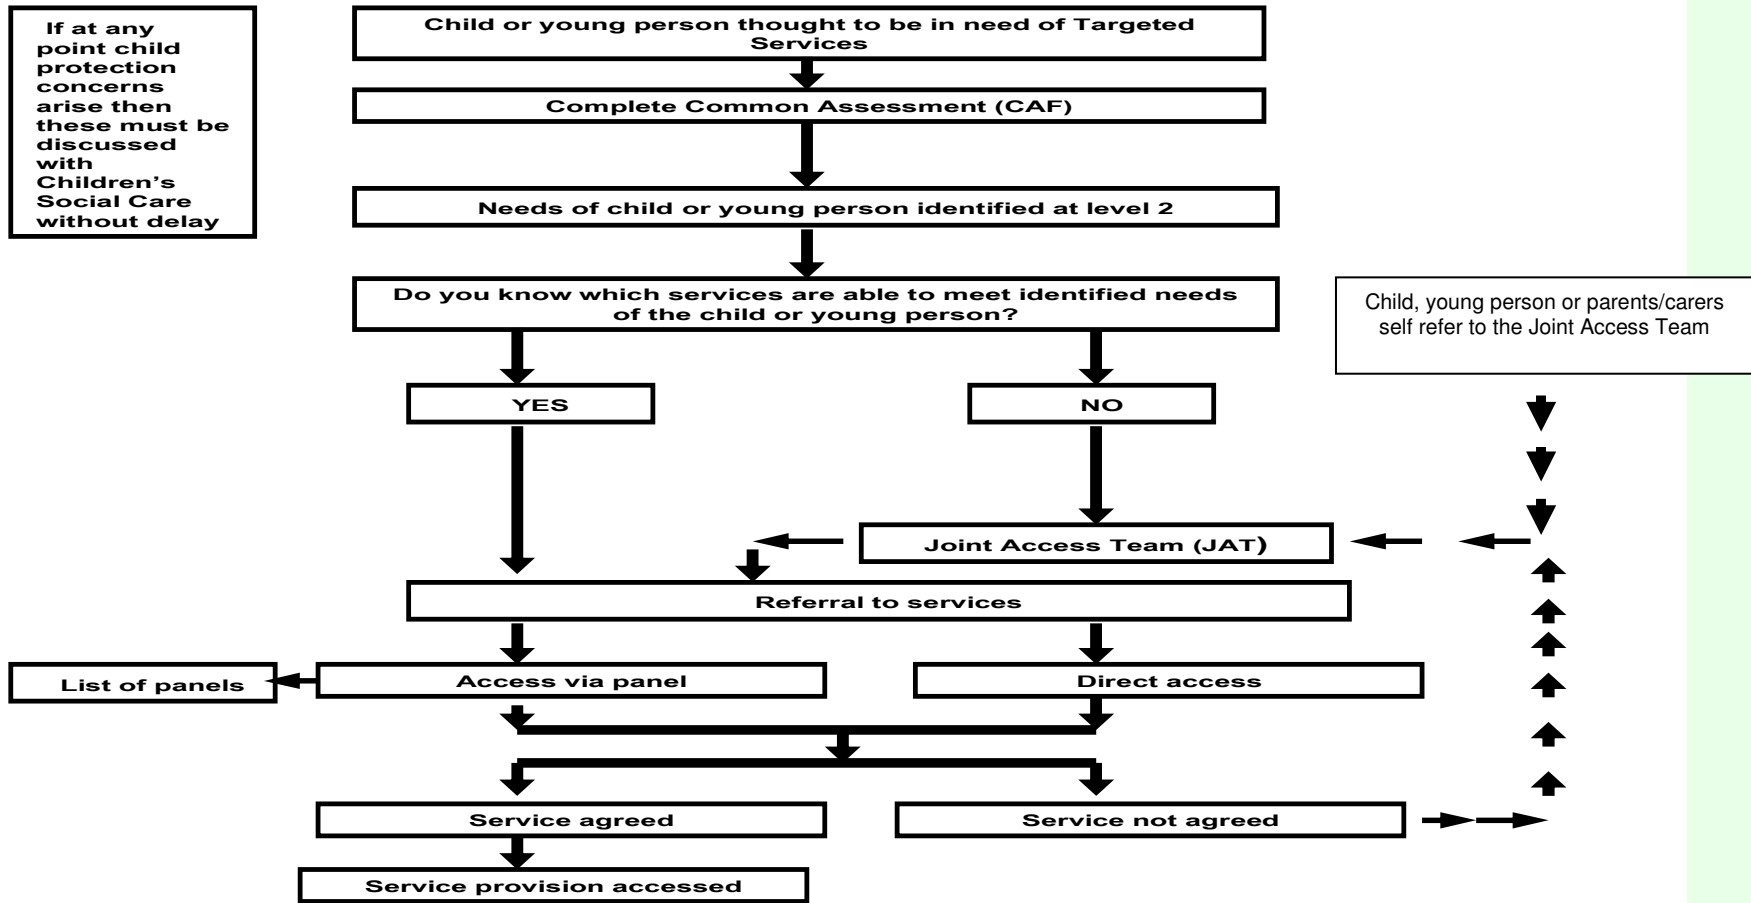 If at any
point child
protection
concerns
arise then
these must be
discussed
with
Children’s
Social Care
without delay
Child or young person thought to be in need of Targeted
Services
Complete Common Assessment (CAF)
Needs of child or young person identified at level 2
Do you know which services are able to meet identified needs
of the child or young person?
Child, young person or parents/carers
self refer to the Joint Access Team
YES
NO
Joint Access Team (JAT)
Referral to services
List of panels
Access via panel
Direct access
Service agreed
Service not agreed
Service provision accessed